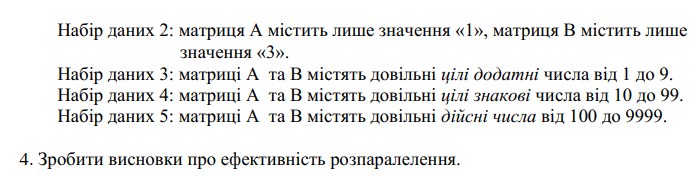 Набір даних 2: матриця А містить лише значення «1», матриця В містить лише
значення «3».
Набір даних 3: матриці А та В містять довільні цілі додатні числа від 1 до 9.
Набір даних 4: матриці А та В містять довільні цілі знакові числа від 10 до 99.
Набір даних 5: матриці А та В містять довільні дійсні числа від 100 до 9999.
4. Зробити висновки про ефективність розпаралелення.